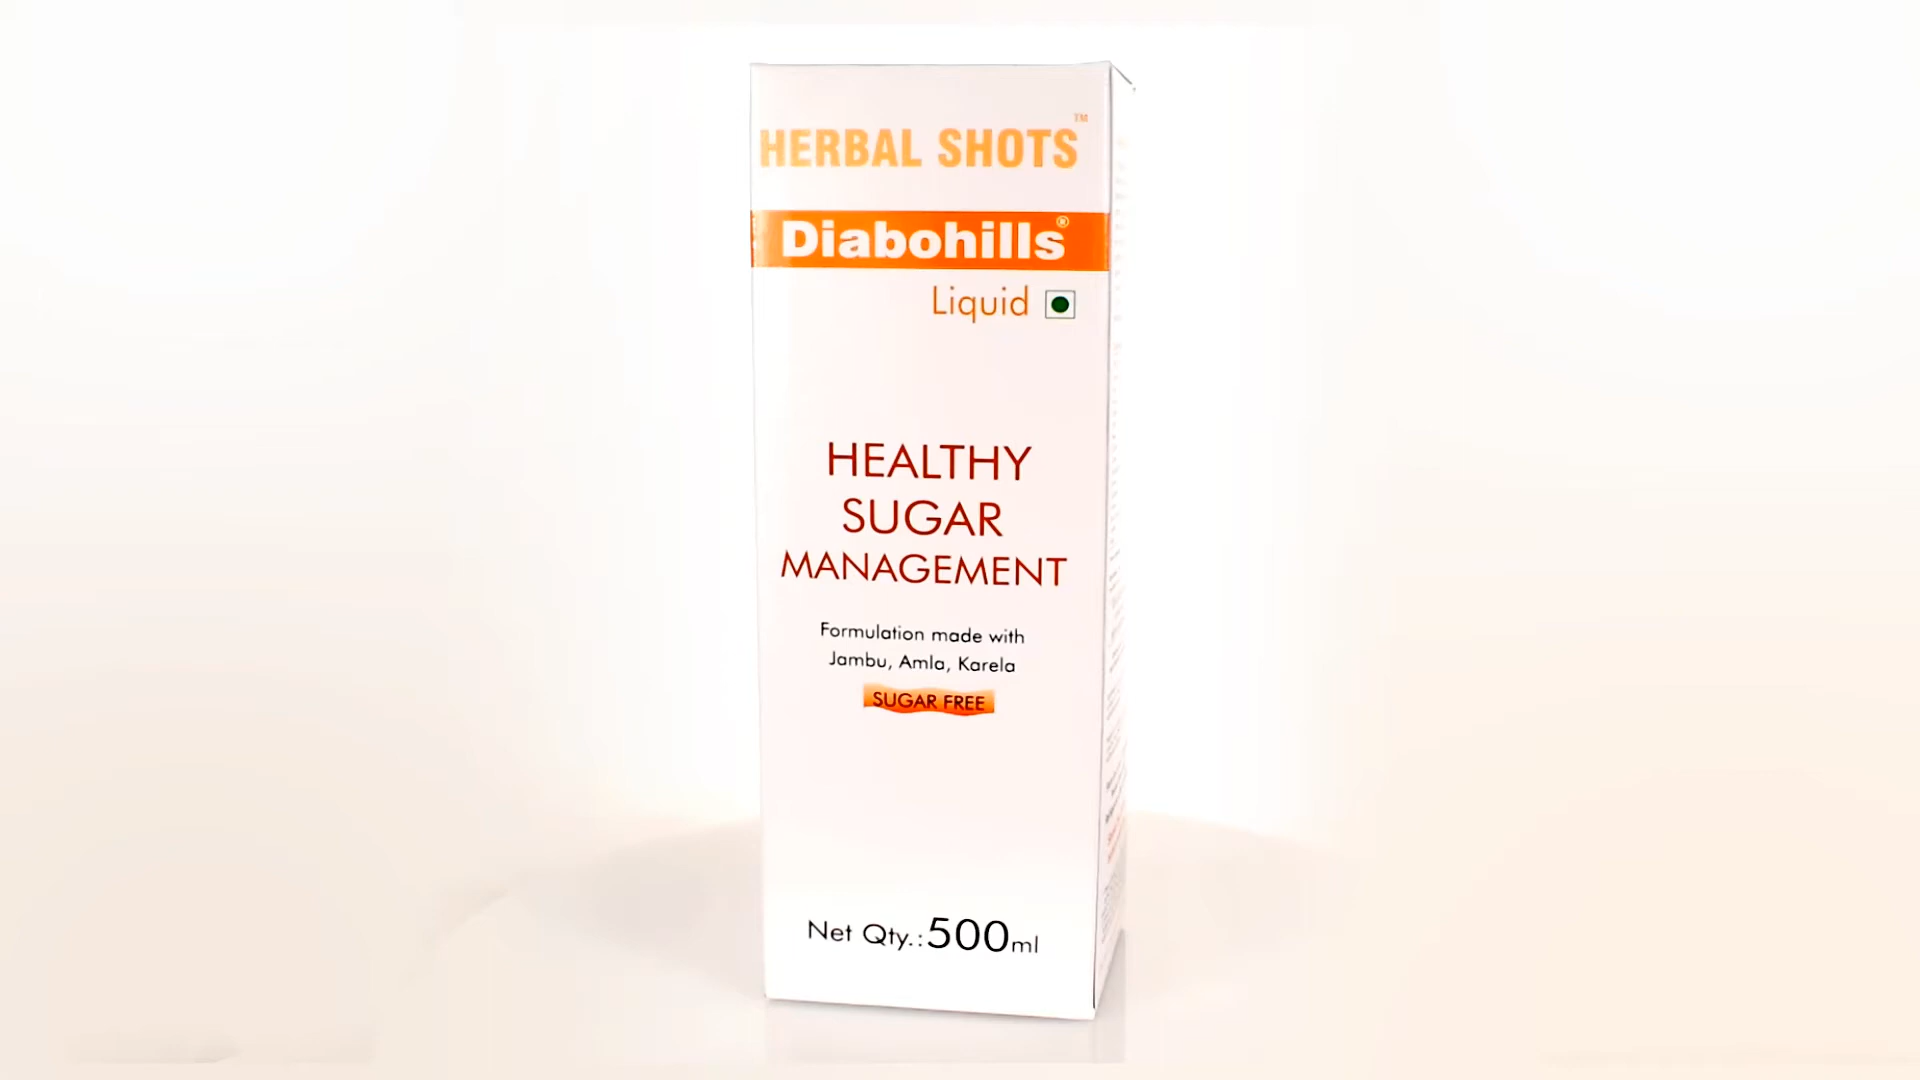 HERBAL SHOTS™
Diabohills®
Liquid
HEALTHY
SUGAR
MANAGEMENT
Formulation made with
Jambu, Amla, Karela
SUGAR FREE
Net Qty.: 500ml